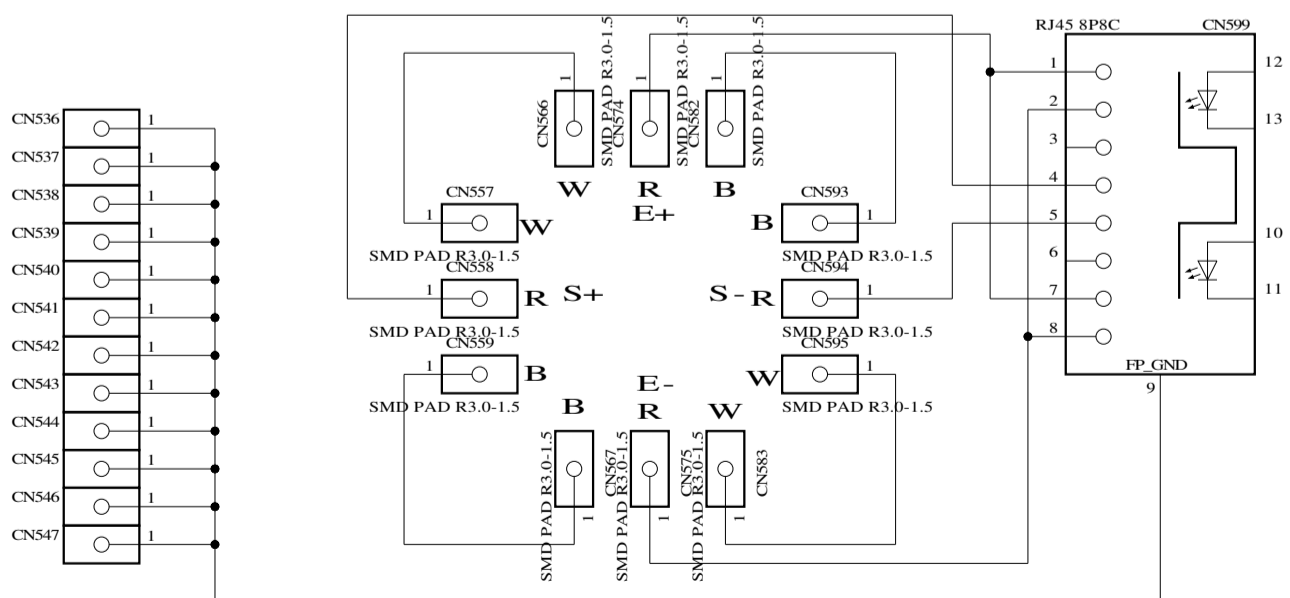 RJ45 8P8C
CN599
1
2
3
4
5
6
7
8
12
13
10
11
FP_GND
9
CN536
1
CN537
1
CN538
1
CN539
1
CN540
1
CN541
1
CN542
1
CN543
1
CN544
1
CN545
1
CN546
1
CN547
1
1
CN566
SMD PAD R3.0-1.5
W
1
CN574
SMD PAD R3.0-1.5
R
E+
1
CN582
SMD PAD R3.0-1.5
B
CN557
1
W
SMD PAD R3.0-1.5
CN593
B
1
SMD PAD R3.0-1.5
CN558
1
R
S+
SMD PAD R3.0-1.5
CN594
S-
R
1
SMD PAD R3.0-1.5
CN559
1
B
SMD PAD R3.0-1.5
CN595
W
1
SMD PAD R3.0-1.5
E-
B
R
W
SMD PAD R3.0-1.5
CN567
1
SMD PAD R3.0-1.5
CN575
1
SMD PAD R3.0-1.5
CN583
1